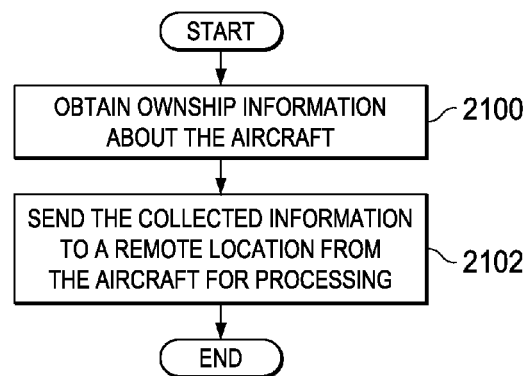 START
OBTAIN OWNSHIP INFORMATION
ABOUT THE AIRCRAFT
2100
SEND THE COLLECTED INFORMATION
TO A REMOTE LOCATION FROM
THE AIRCRAFT FOR PROCESSING
2102
END